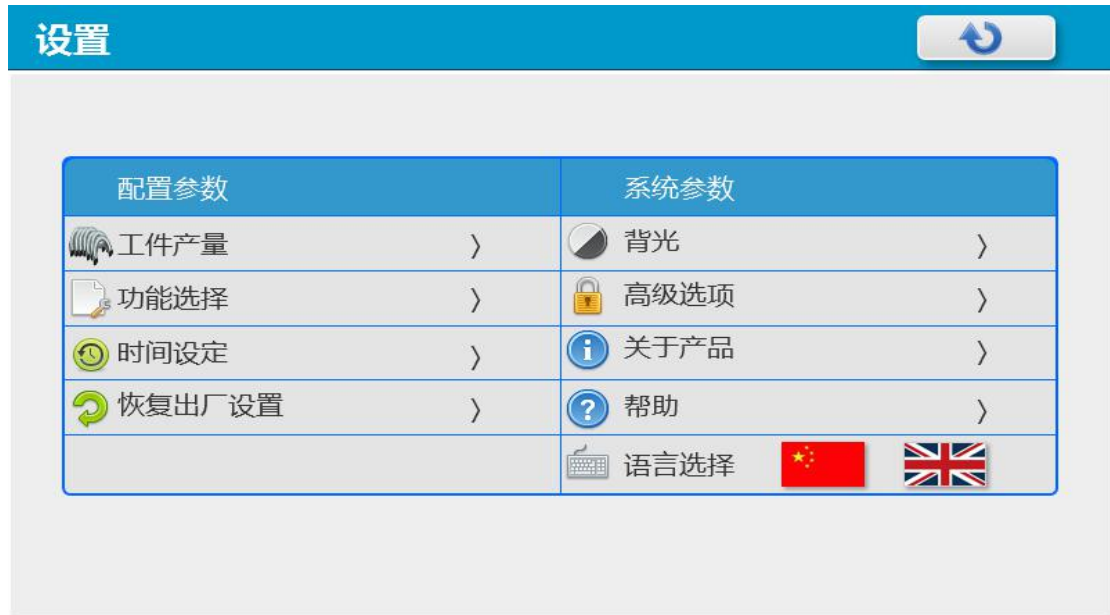 设置
配置参数
系统参数
工件产量
背光
功能选择
高级选项
时间设定
关于产品
恢复出厂设置
帮助
语言选择